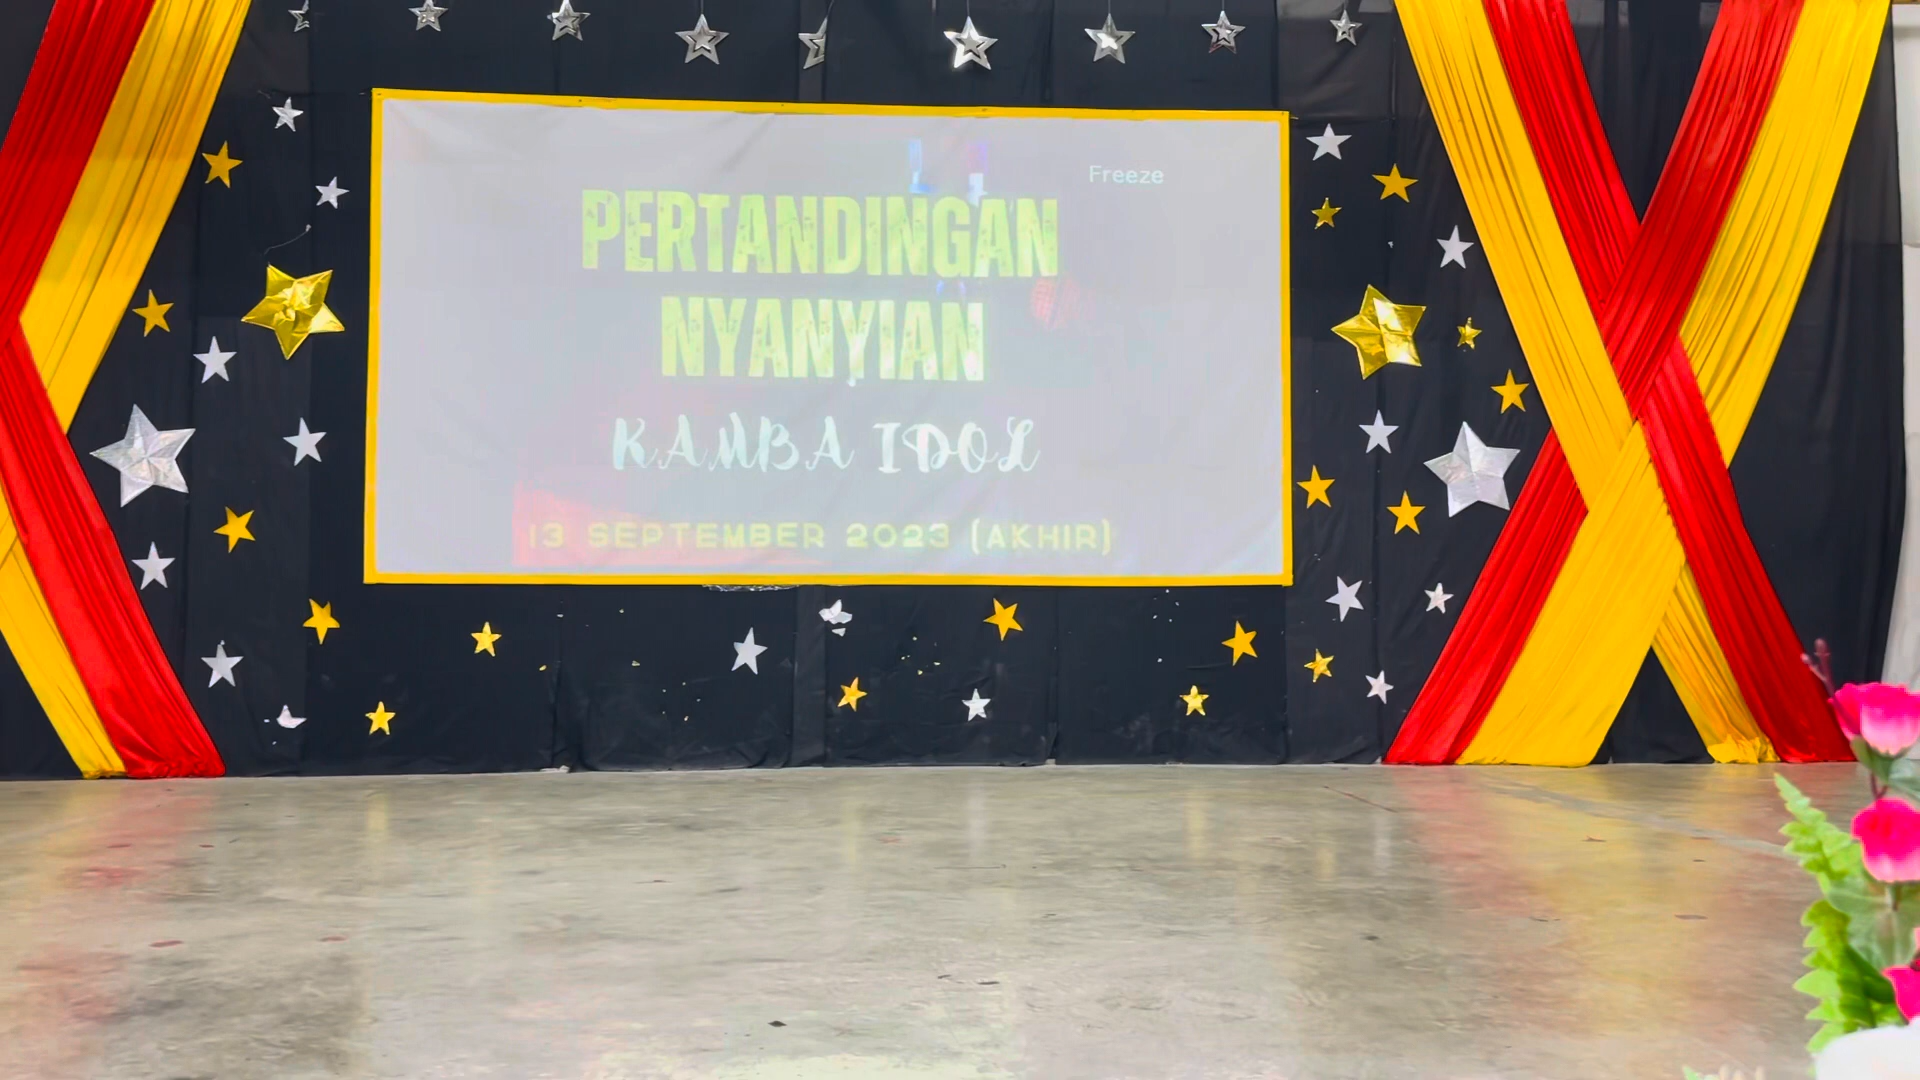 Freeze
PERTANDINGAN
NYANYIAN
KAMBA IDOL
13 SEPTEMBER 2023 (AKHIR)